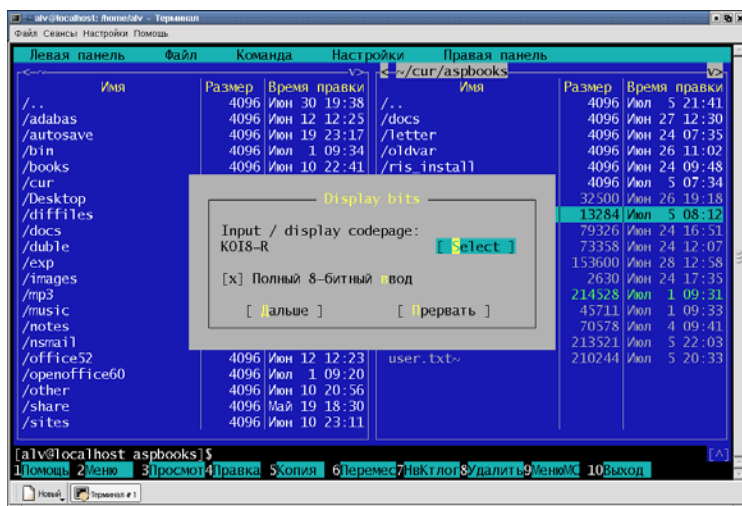 alv@localhost: /home/alv - Терминал
Файл Сеансы Настройки Помощь
Левая панель Файл Команда Настройки Правая панель
<-~ v> <-~/cur/aspbooks v>
Имя Размер Время правки Имя Размер Время правки
/.. 4096 Июн 30 19:38 /.. 4096 Июл 5 21:41
/adabas 4096 Июн 12 12:25 /docs 4096 Июн 27 12:30
/autosave 4096 Июн 19 23:17 /letter 4096 Июн 24 07:35
/bin 4096 Июл 1 09:34 /oldvar 4096 Июн 26 11:02
/books 4096 Июн 10 22:41 /ris_install 4096 Июн 24 09:48
/cur 4096 Июл 5 07:34
/Desktop Display bits 32500 Июн 26 19:18
/diffiles 13284 Июл 5 08:12
/docs Input / display codepage: 79326 Июн 24 16:51
/duble KOI8-R [ Select ] 73358 Июн 24 12:07
/exp 153600 Июн 28 12:58
/images [x] Полный 8-битный ввод 2630 Июн 24 17:35
/mp3 214528 Июл 1 09:31
/music [ Дальше ] [ Прервать ] 45711 Июл 1 09:33
/notes 70578 Июл 4 09:41
/nsmail 213521 Июл 5 22:03
/office52 4096 Июн 12 12:23 user.txt~ 210244 Июл 5 20:33
/openoffice60 4096 Июл 1 09:20
/other 4096 Июн 10 20:56
/share 4096 Май 19 18:30
/sites 4096 Июн 10 23:11
[alv@localhost aspbooks]$ [^]
1Помощь 2Меню 3Просмот4Правка 5Копия 6Перемес7НвКтлог8Удалить9МенюMC 10Выход
Новый Терминал # 1